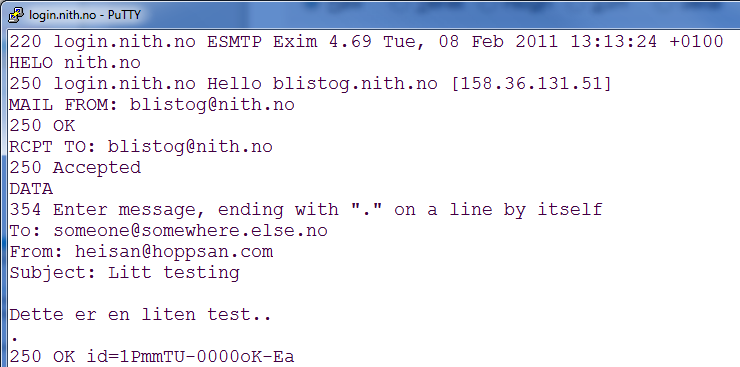 login.nith.no - PuTTY
220 login.nith.no ESMTP Exim 4.69 Tue, 08 Feb 2011 13:13:24 +0100
HELO nith.no
250 login.nith.no Hello blistog.nith.no [158.36.131.51]
MAIL FROM: blistog@nith.no
250 OK
RCPT TO: blistog@nith.no
250 Accepted
DATA
354 Enter message, ending with "." on a line by itself
To: someone@somewhere.else.no
From: heisan@hoppsan.com
Subject: Litt testing

Dette er en liten test..
.
250 OK id=1PmmTU-0000oK-Ea